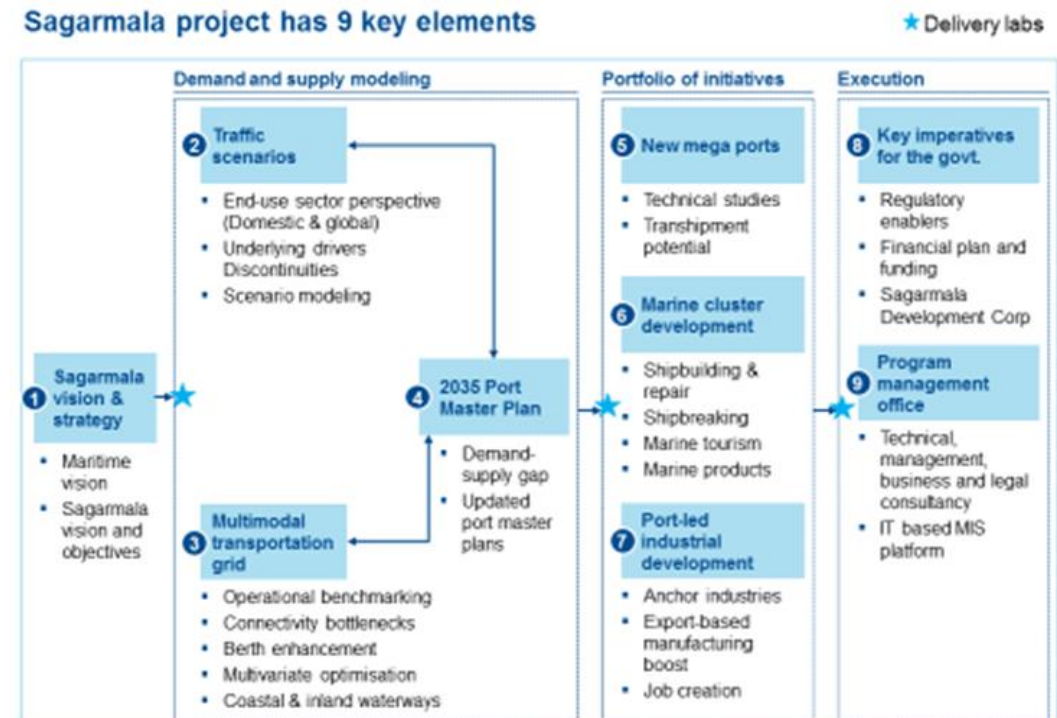 Sagarmala project has 9 key elements
★ Delivery labs
Demand and supply modeling
Portfolio of initiatives
Execution
1
Sagarmala
vision &
strategy
▪ Maritime
vision
▪ Sagarmala
vision and
objectives
2
Traffic
scenarios
▪ End-use sector perspective
(Domestic & global)
▪ Underlying drivers
Discontinuities
▪ Scenario modeling
3
Multimodal
transportation
grid
▪ Operational benchmarking
▪ Connectivity bottlenecks
▪ Berth enhancement
▪ Multivariate optimisation
▪ Coastal & inland waterways
4
2035 Port
Master Plan
▪ Demand-
supply gap
▪ Updated
port master
plans
5
New mega ports
▪ Technical studies
▪ Transhipment
potential
6
Marine cluster
development
▪ Shipbuilding &
repair
▪ Shipbreaking
▪ Marine tourism
▪ Marine products
7
Port-led
industrial
development
▪ Anchor industries
▪ Export-based
manufacturing
boost
▪ Job creation
8
Key imperatives
for the govt.
▪ Regulatory
enablers
▪ Financial plan and
funding
▪ Sagarmala
Development Corp
9
Program
management
office
▪ Technical,
management,
business and legal
consultancy
▪ IT based MIS
platform